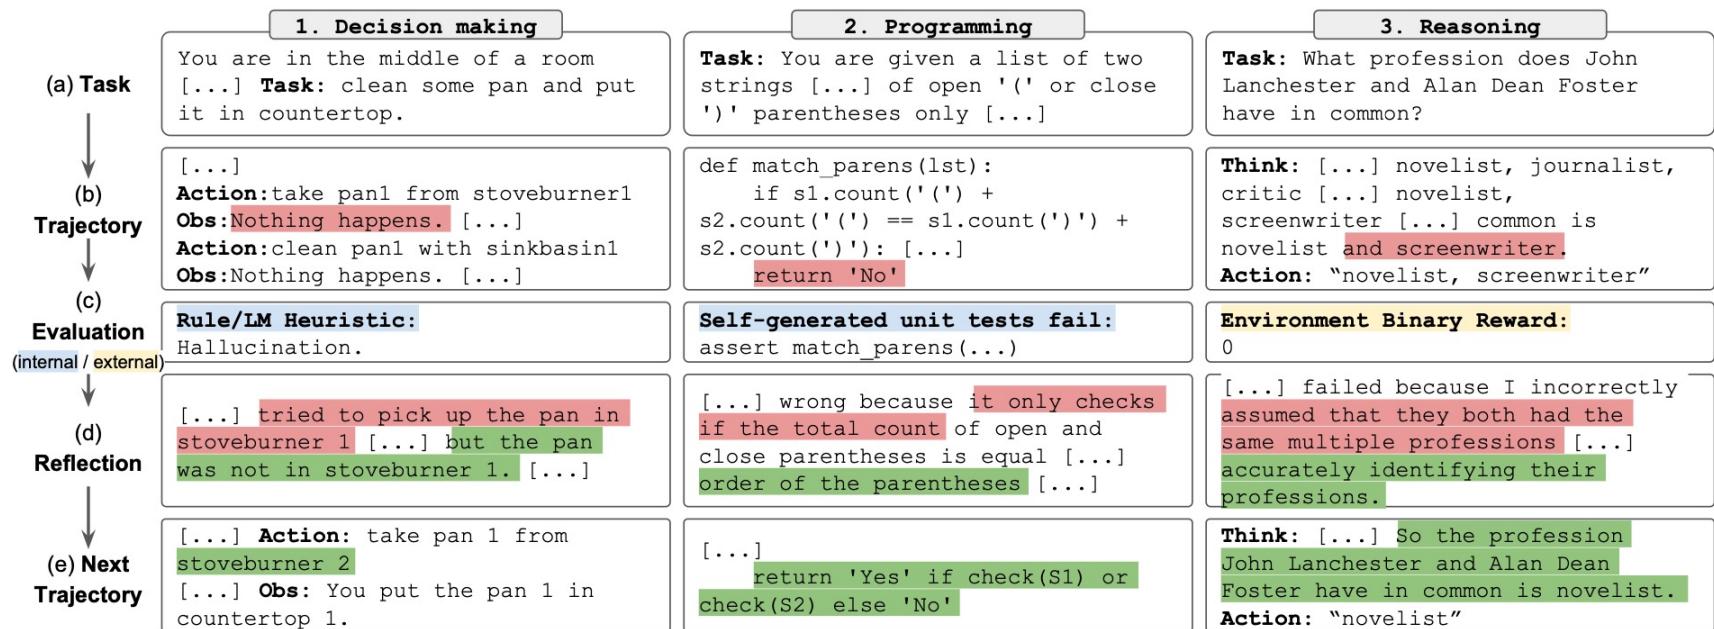 1. Decision making
2. Programming
3. Reasoning
(a) Task
You are in the middle of a room
[...] Task: clean some pan and put
it in countertop.
Task: You are given a list of two
strings [...] of open '(' or close
')' parentheses only [...]
Task: What profession does John
Lanchester and Alan Dean Foster
have in common?
(b)
Trajectory
[...]
Action:take pan1 from stoveburner1
Obs:Nothing happens. [...]
Action:clean pan1 with sinkbasin1
Obs:Nothing happens. [...]
def match_parens(lst):
    if s1.count('(') +
s2.count('(') == s1.count(')') +
s2.count(')'): [...]
    return 'No'
Think: [...] novelist, journalist,
critic [...] novelist,
screenwriter [...] common is
novelist and screenwriter.
Action: “novelist, screenwriter”
(c)
Evaluation
(internal / external)
Rule/LM Heuristic:
Hallucination.
Self-generated unit tests fail:
assert match_parens(...)
Environment Binary Reward:
0
(d)
Reflection
[...] tried to pick up the pan in
stoveburner 1 [...] but the pan
was not in stoveburner 1. [...]
[...] wrong because it only checks
if the total count of open and
close parentheses is equal [...]
order of the parentheses [...]
[...] failed because I incorrectly
assumed that they both had the
same multiple professions [...]
accurately identifying their
professions.
(e) Next
Trajectory
[...] Action: take pan 1 from
stoveburner 2
[...] Obs: You put the pan 1 in
countertop 1.
[...]
    return 'Yes' if check(S1) or
check(S2) else 'No'
Think: [...] So the profession
John Lanchester and Alan Dean
Foster have in common is novelist.
Action: “novelist”